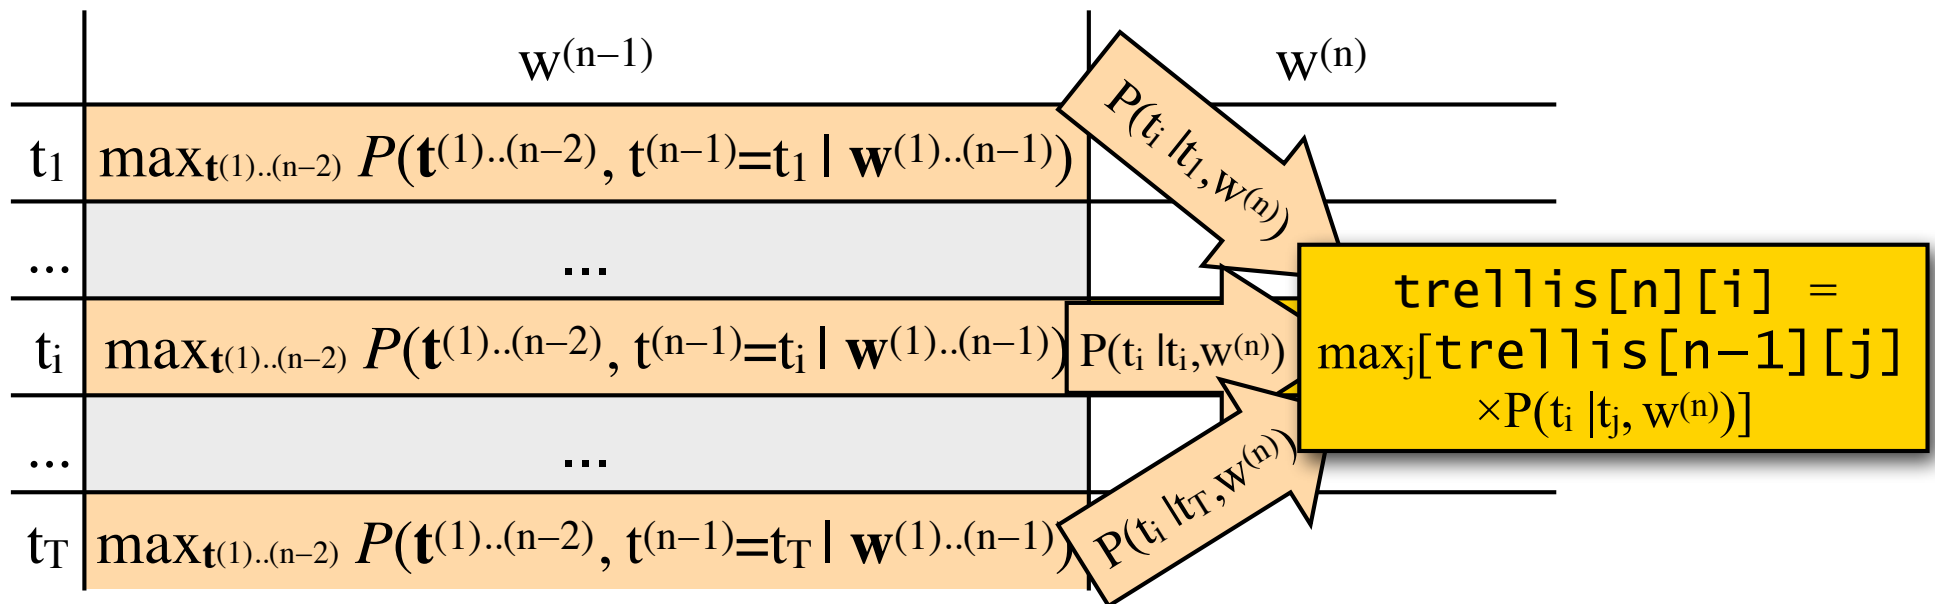 w(n–1) w(n)
t1 maxt(1)..(n–2) P(t(1)..(n–2), t(n–1)=t1 | w(1)..(n–1)) P(ti |t1,w(n))
... ...
ti maxt(1)..(n–2) P(t(1)..(n–2), t(n–1)=ti | w(1)..(n–1)) P(ti |ti,w(n))
trellis[n][i] =
maxj[trellis[n–1][j]
×P(ti |tj, w(n))]
... ...
tT maxt(1)..(n–2) P(t(1)..(n–2), t(n–1)=tT | w(1)..(n–1)) P(ti |tT,w(n))